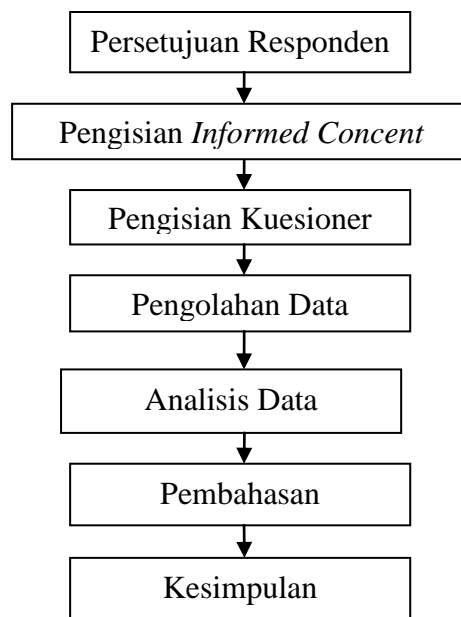 Persetujuan Responden
Pengisian Informed Concent
Pengisian Kuesioner
Pengolahan Data
Analisis Data
Pembahasan
Kesimpulan